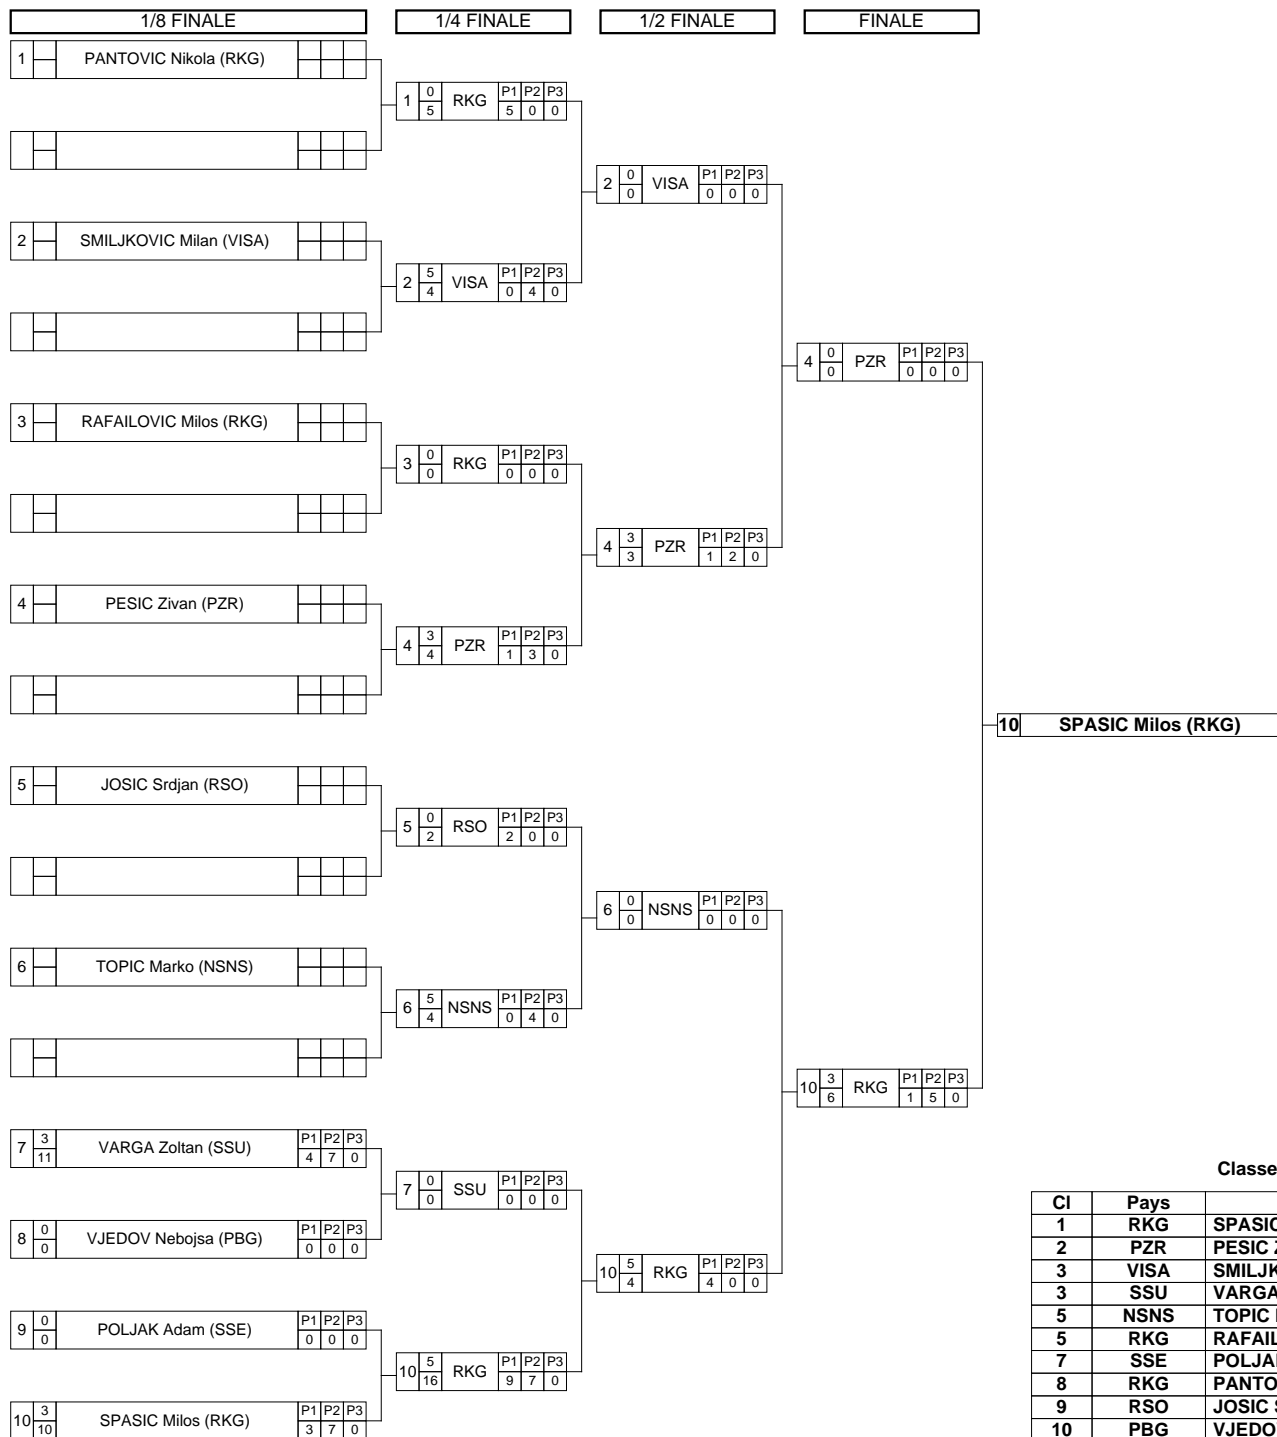 1/8 FINALE 1/4 FINALE 1/2 FINALE FINALE
1 PANTOVIC Nikola (RKG)
1 0 5 RKG P1 P2 P3 5 0 0
2 0 0 VISA P1 P2 P3 0 0 0
2 SMILJKOVIC Milan (VISA)
2 5 4 VISA P1 P2 P3 0 4 0
4 0 0 PZR P1 P2 P3 0 0 0
3 RAFAILOVIC Milos (RKG)
3 0 0 RKG P1 P2 P3 0 0 0
4 3 3 PZR P1 P2 P3 1 2 0
4 PESIC Zivan (PZR)
4 3 4 PZR P1 P2 P3 1 3 0
10 SPASIC Milos (RKG)
5 JOSIC Srdjan (RSO)
5 0 2 RSO P1 P2 P3 2 0 0
6 0 0 NSNS P1 P2 P3 0 0 0
6 TOPIC Marko (NSNS)
6 5 4 NSNS P1 P2 P3 0 4 0
10 3 6 RKG P1 P2 P3 1 5 0
7 3 11 VARGA Zoltan (SSU) P1 P2 P3 4 7 0
7 0 0 SSU P1 P2 P3 0 0 0
8 0 0 VJEDOV Nebojsa (PBG) P1 P2 P3 0 0 0
10 5 4 RKG P1 P2 P3 4 0 0
9 0 0 POLJAK Adam (SSE) P1 P2 P3 0 0 0
10 5 16 RKG P1 P2 P3 9 7 0
10 3 10 SPASIC Milos (RKG) P1 P2 P3 3 7 0
Classe
Cl Pays
1 RKG SPASIC
2 PZR PESIC
3 VISA SMILJK
3 SSU VARGA
5 NSNS TOPIC
5 RKG RAFAIL
7 SSE POLJA
8 RKG PANTO
9 RSO JOSIC
10 PBG VJEDO